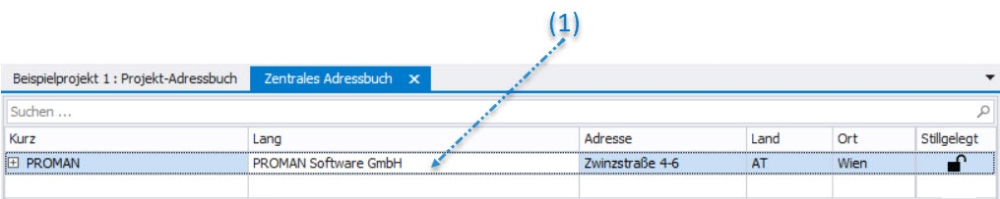 (1)
Beispielprojekt 1 : Projekt-Adressbuch Zentrales Adressbuch
Suchen ...
Kurz Lang Adresse Land Ort Stillgelegt
PROMAN PROMAN Software GmbH Zwinzstraße 4-6 AT Wien